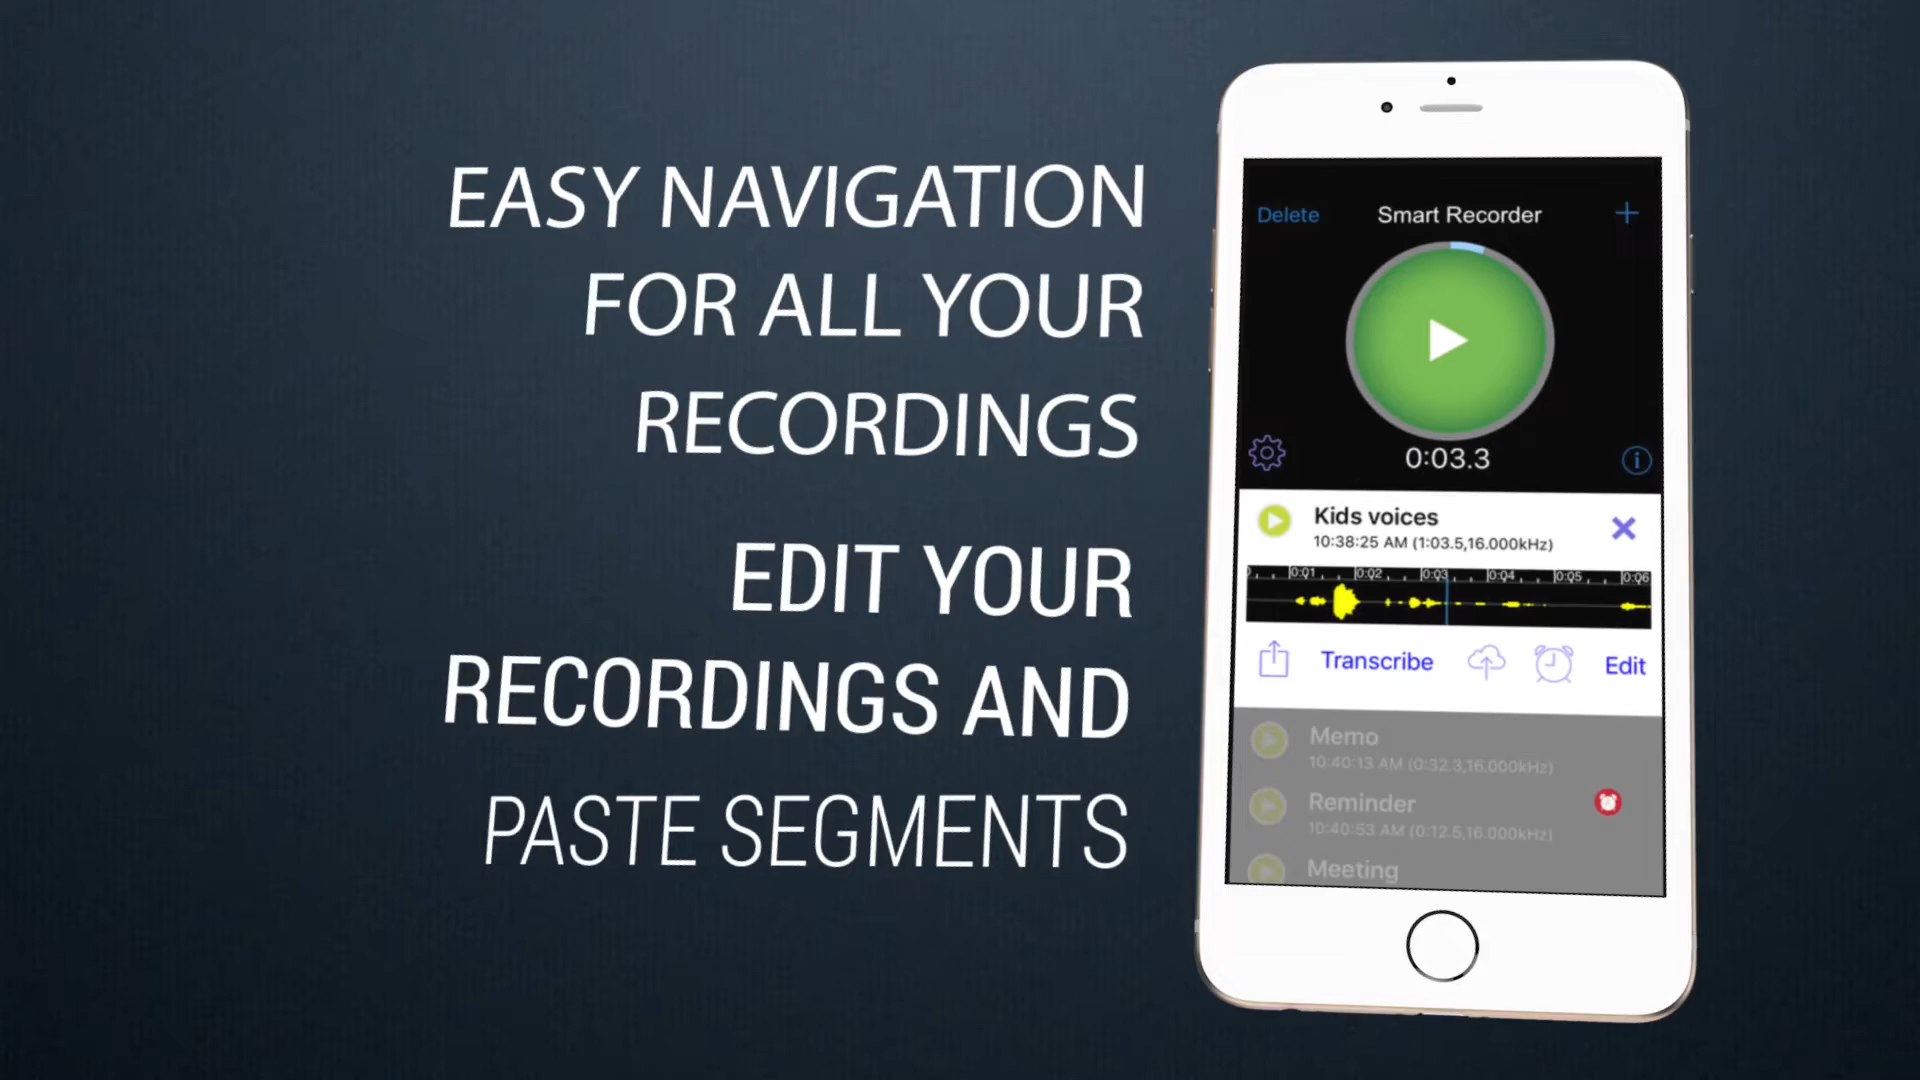 EASY NAVIGATION
FOR ALL YOUR
RECORDINGS
EDIT YOUR
RECORDINGS AND
PASTE SEGMENTS
Delete Smart Recorder +
0:03.3
Kids voices
10:38:25 AM (1:03.5,16.000kHz)
0:01 0:02 0:03 0:04 0:05 0:06
Transcribe Edit
Memo
10:40:13 AM (0:32.3,16.000kHz)
Reminder
10:40:53 AM (0:12.5,16.000kHz)
Meeting